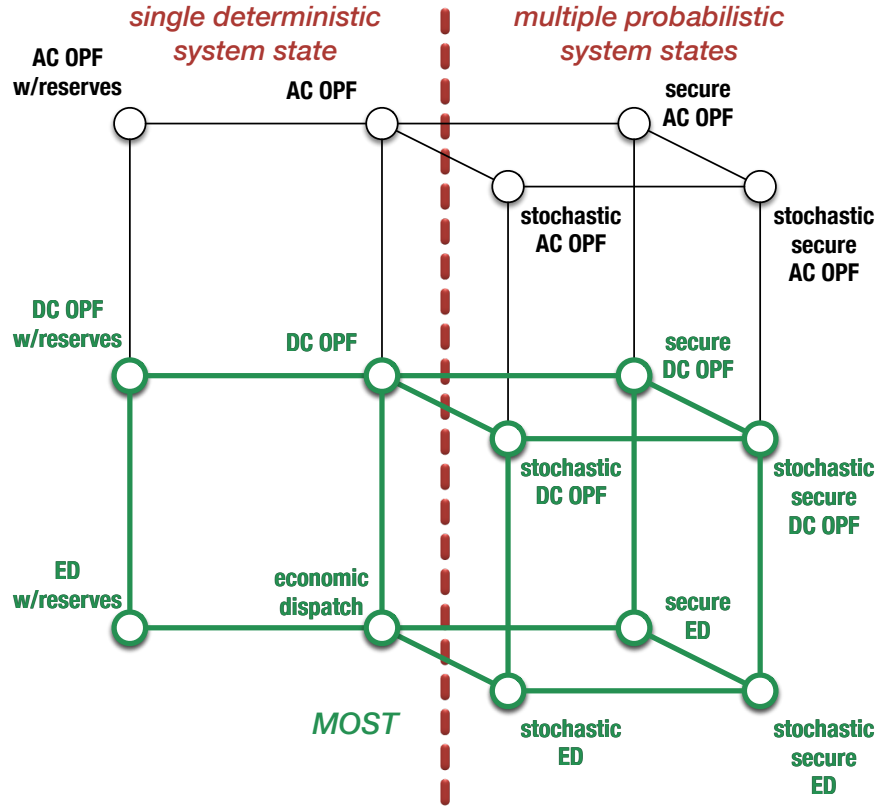 single deterministic
system state
multiple probabilistic
system states
AC OPF
w/reserves
AC OPF
secure
AC OPF
stochastic
AC OPF
stochastic
secure
AC OPF
DC OPF
w/reserves
DC OPF
secure
DC OPF
stochastic
DC OPF
stochastic
secure
DC OPF
ED
w/reserves
economic
dispatch
secure
ED
MOST
stochastic
ED
stochastic
secure
ED